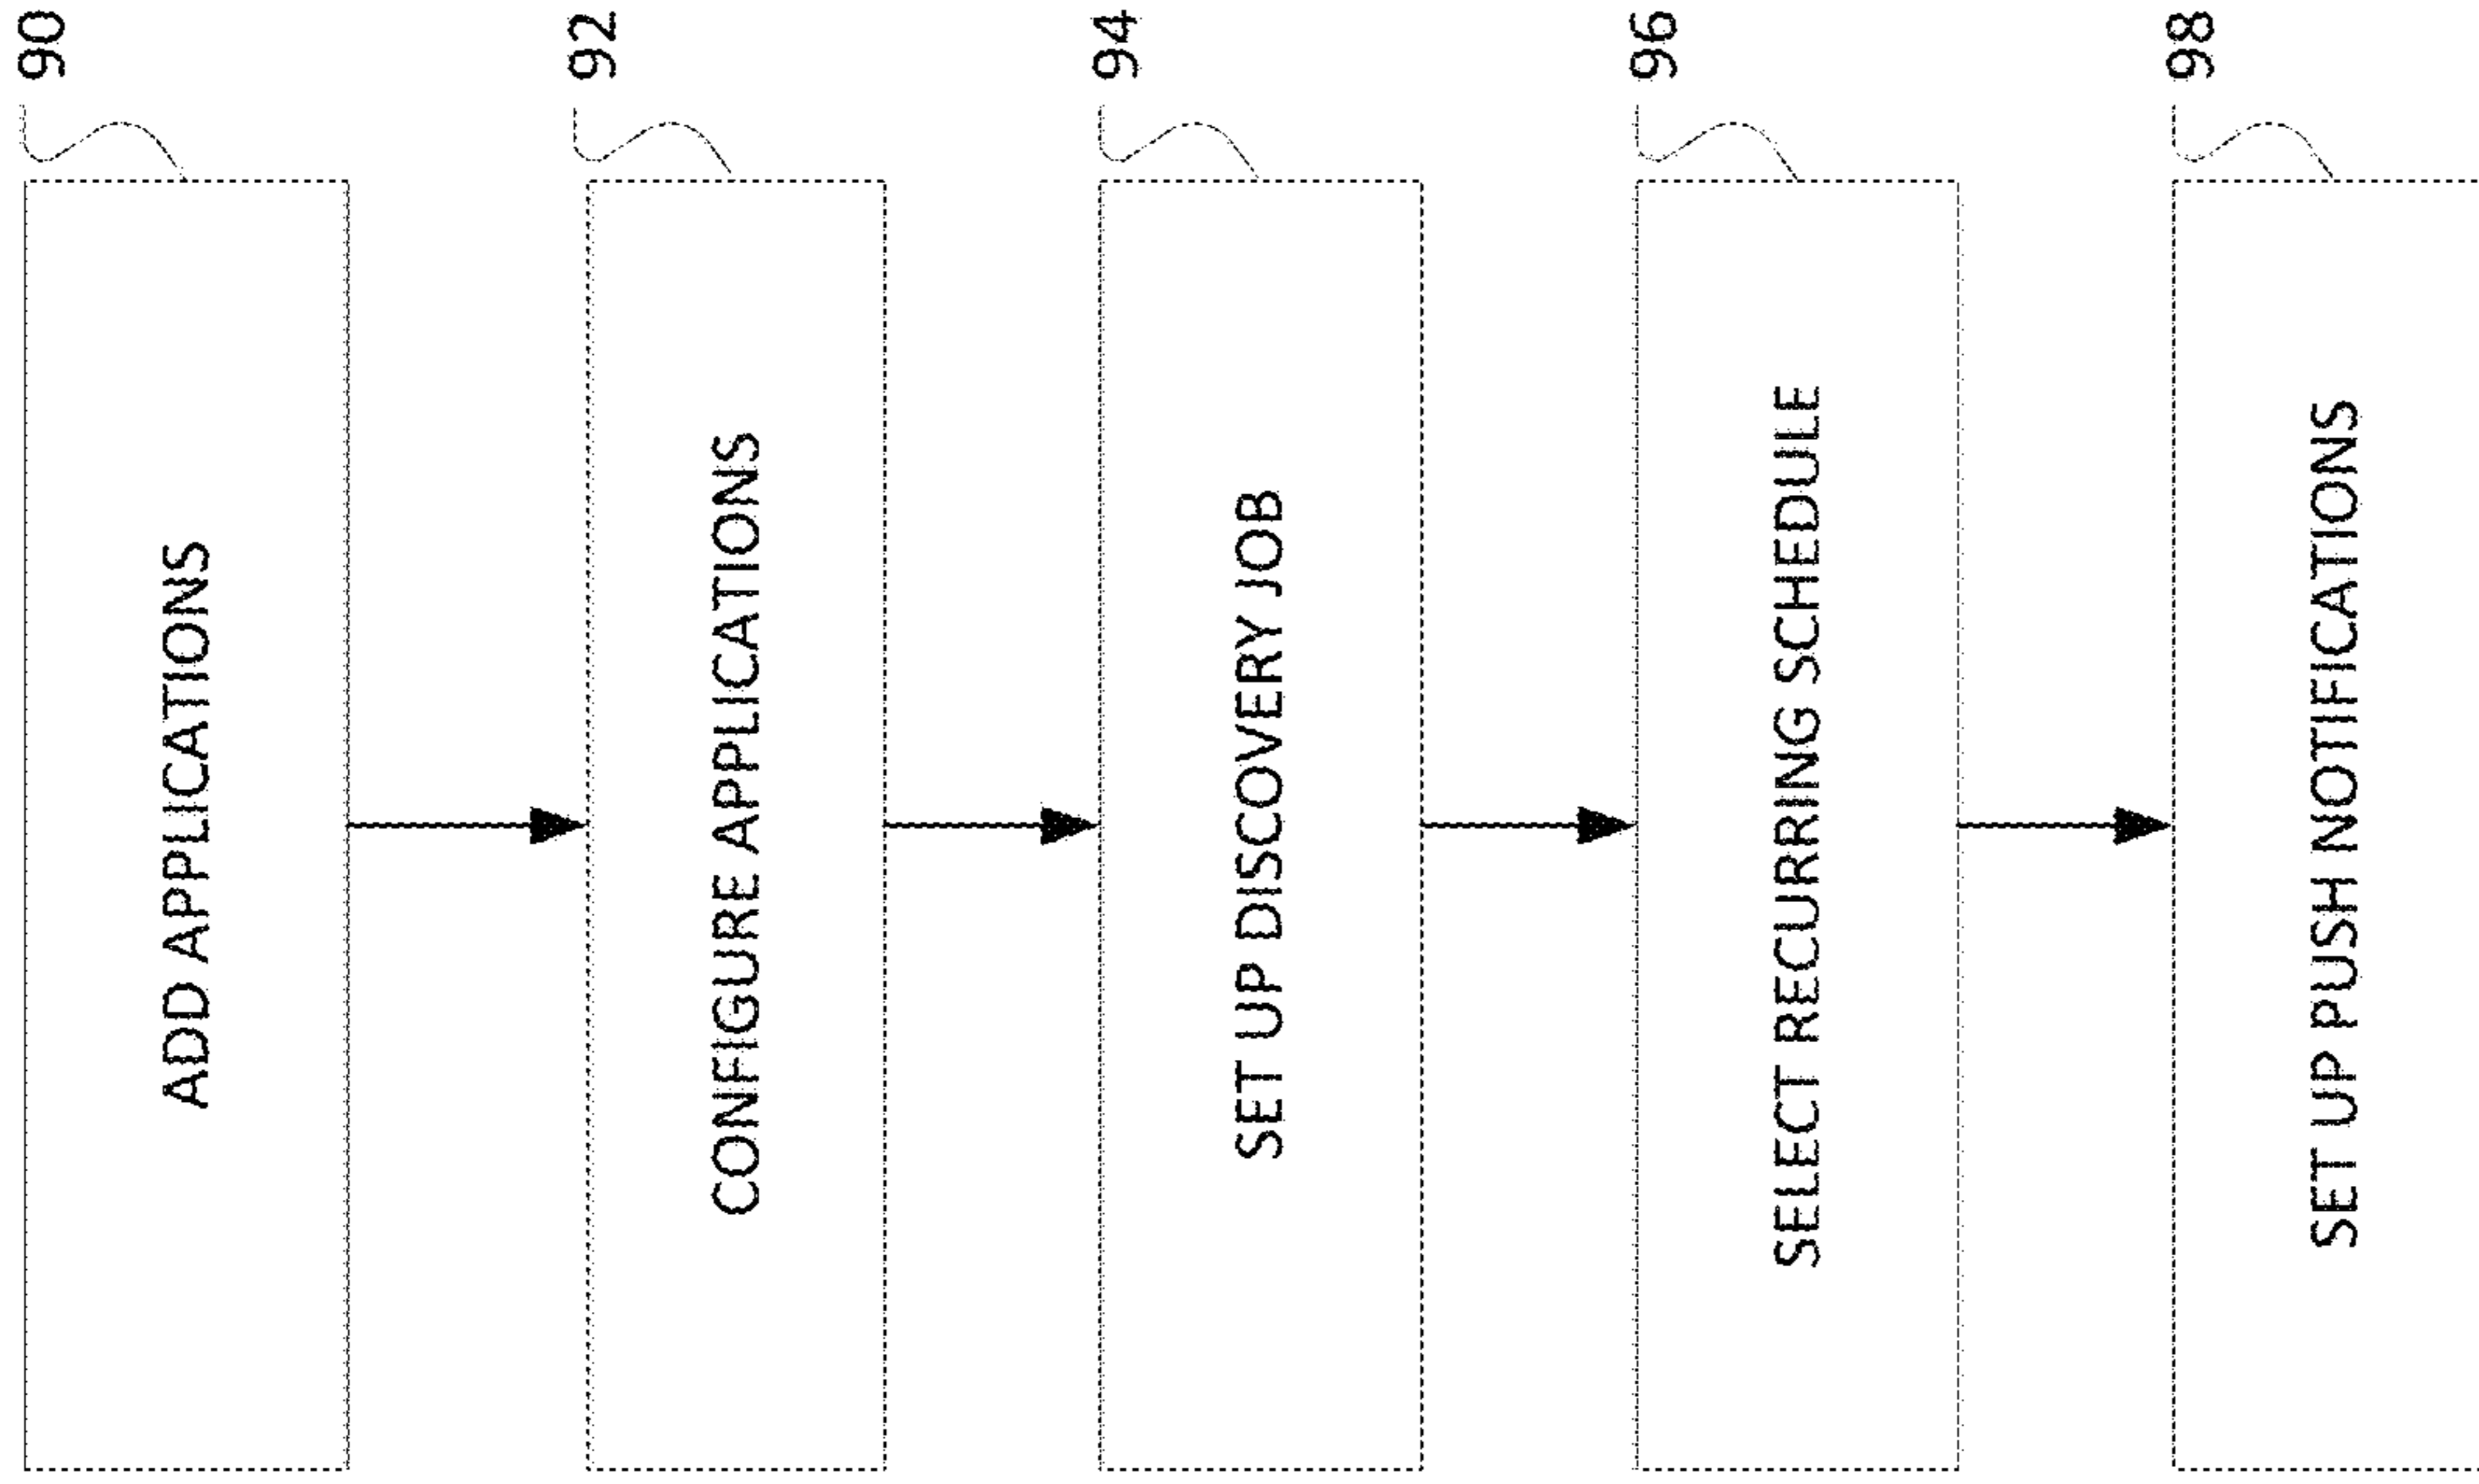 ADD APPLICATIONS
90
CONFIGURE APPLICATIONS
92
SET UP DISCOVERY JOB
94
SELECT RECURRING SCHEDULE
96
SET UP PUSH NOTIFICATIONS
98